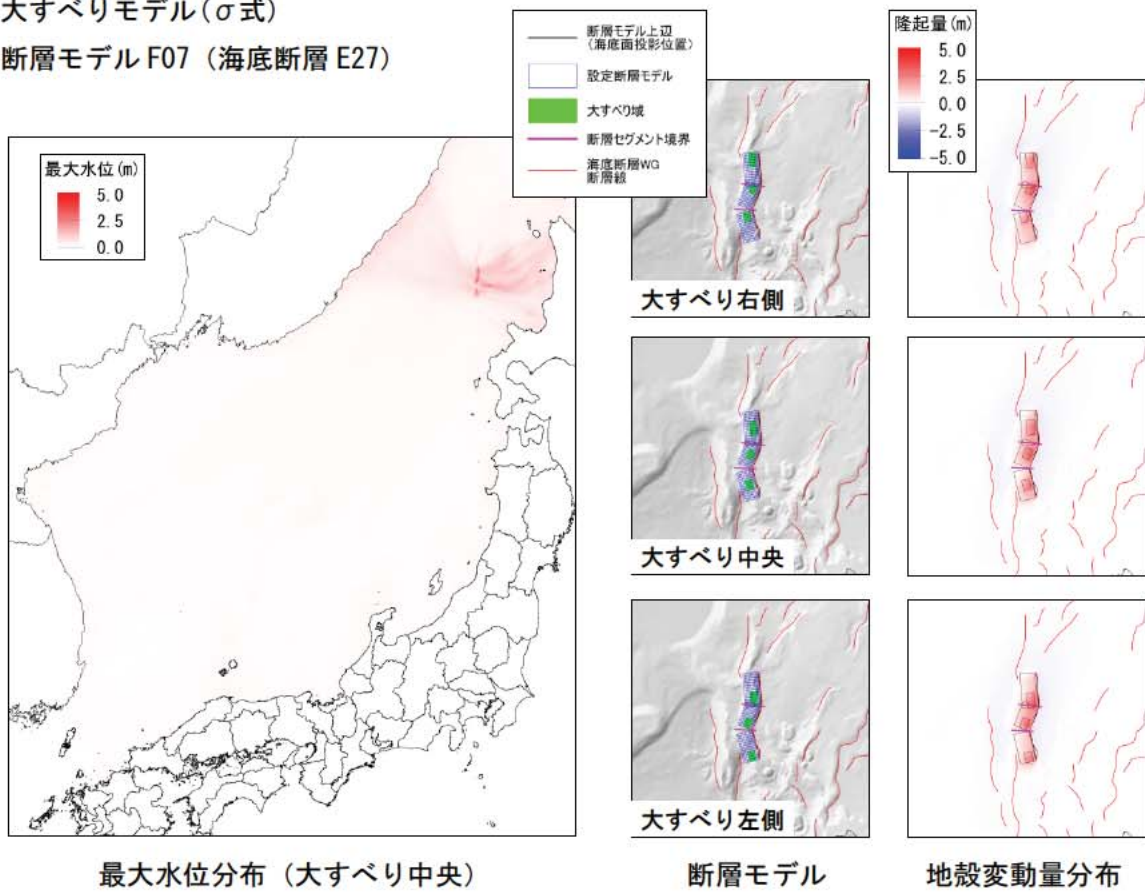 大すべりモデル(σ式)
断層モデル F07（海底断層 E27）
断層モデル上辺
（海底面投影位置）
設定断層モデル
大すべり域
断層セグメント境界
海底断層WG
断層線
隆起量(m)
5.0
2.5
0.0
-2.5
-5.0
最大水位(m)
5.0
2.5
0.0
大すべり右側
大すべり中央
大すべり左側
最大水位分布（大すべり中央）
断層モデル
地殻変動量分布